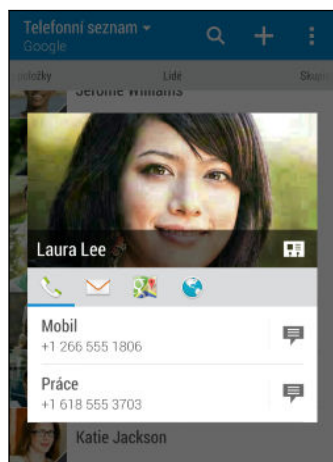 Telefonní seznam
Google
položky Lidé Skupin
Jerome Williams
Laura Lee
Mobil
+1 266 555 1806
Práce
+1 618 555 3703
Katie Jackson